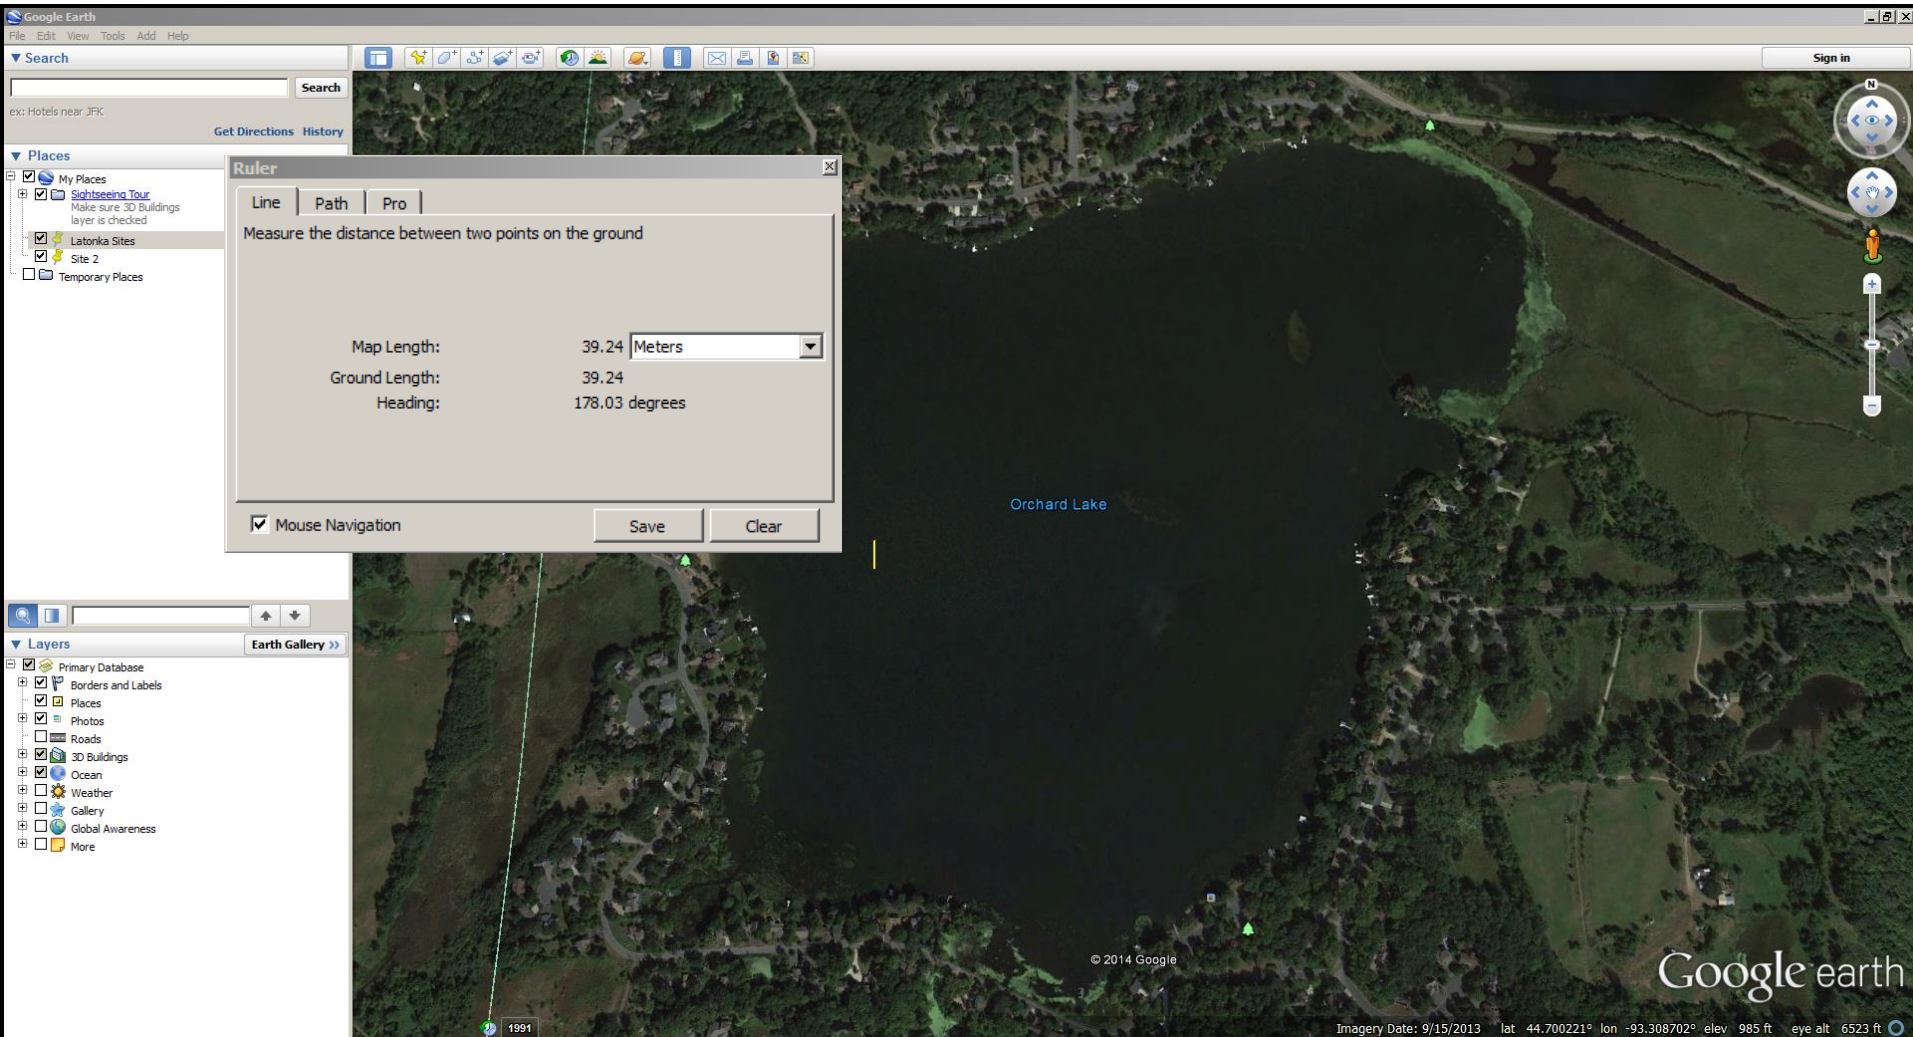 Google Earth
File Edit View Tools Add Help
Search
Sign in
Search
ex: Hotels near JFK
Get Directions History
N
Places
My Places
Sightseeing Tour
Make sure 3D Buildings
layer is checked
Latonka Sites
Site 2
Temporary Places
Ruler
Line Path Pro
Measure the distance between two points on the ground
Map Length: 39.24 Meters
Ground Length: 39.24
Heading: 178.03 degrees
Mouse Navigation Save Clear
Orchard Lake
Layers Earth Gallery >>
Primary Database
Borders and Labels
Places
Photos
Roads
3D Buildings
Ocean
Weather
Gallery
Global Awareness
More
© 2014 Google
Google earth
1991
Imagery Date: 9/15/2013 lat 44.700221° lon -93.308702° elev 985 ft eye alt 6523 ft